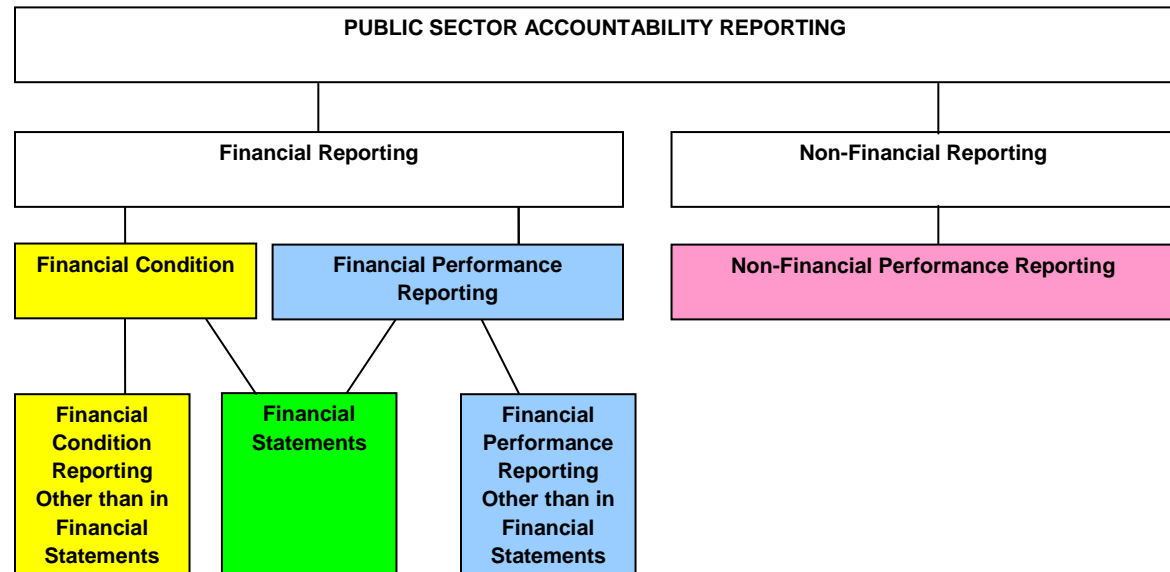 PUBLIC SECTOR ACCOUNTABILITY REPORTING
Financial Reporting
Non-Financial Reporting
Financial Condition
Financial Performance
Reporting
Non-Financial Performance Reporting
Financial
Condition
Reporting
Other than in
Financial
Statements
Financial
Statements
Financial
Performance
Reporting
Other than in
Financial
Statements